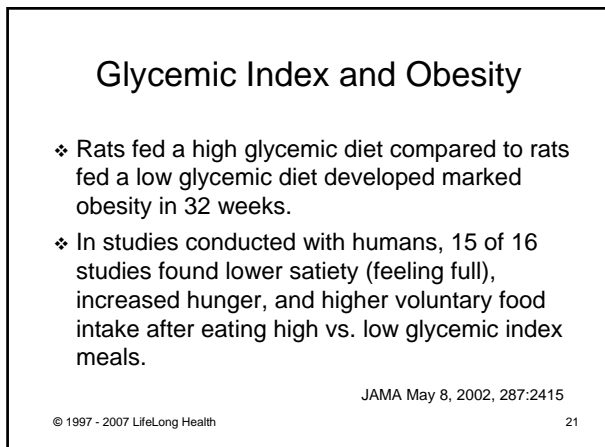 Glycemic Index and Obesity
❖ Rats fed a high glycemic diet compared to rats
fed a low glycemic diet developed marked
obesity in 32 weeks.
❖ In studies conducted with humans, 15 of 16
studies found lower satiety (feeling full),
increased hunger, and higher voluntary food
intake after eating high vs. low glycemic index
meals.
JAMA May 8, 2002, 287:2415
© 1997 - 2007 LifeLong Health 21